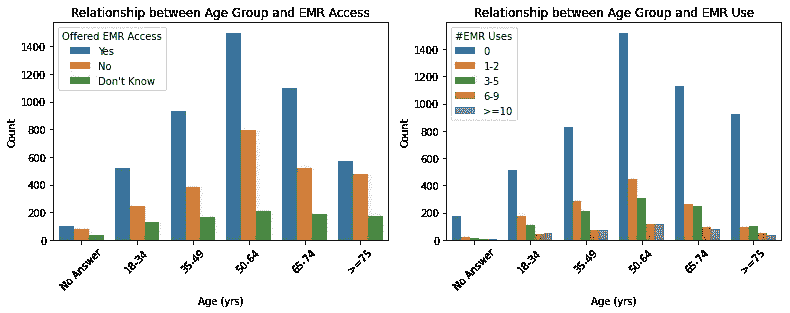 Relationship between Age Group and EMR Access
Offered EMR Access
Yes
No
Don't Know
Count
1400
1200
1000
800
600
400
200
0
No Answer
18-34
35-49
50-64
65-74
>=75
Age (yrs)
Relationship between Age Group and EMR Use
#EMR Uses
0
1-2
3-5
6-9
>=10
Count
1400
1200
1000
800
600
400
200
0
No Answer
18-34
35-49
50-64
65-74
>=75
Age (yrs)